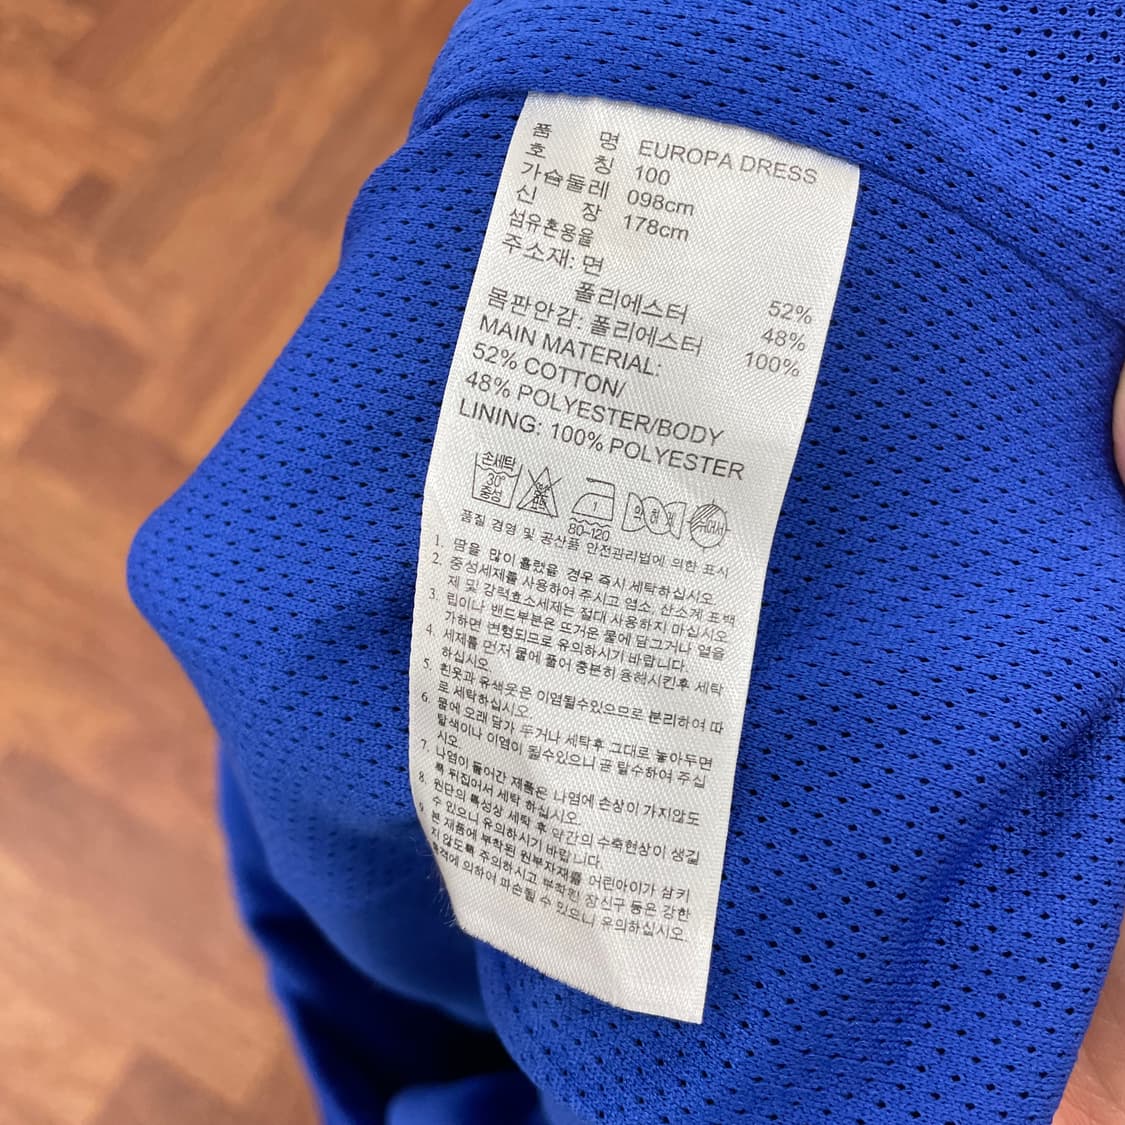 품 명 EUROPA DRESS
호 칭 100
가슴둘레 098cm
신 장 178cm
섬유혼용율
주소재: 면 52%
폴리에스터 48%
몸판안감: 폴리에스터 100%
MAIN MATERIAL:
52% COTTON/
48% POLYESTER/BODY
LINING: 100% POLYESTER
손세탁
30°
중성
80~120
품질 경영 및 공산품 안전관리법에 의한 표시
1. 땀을 많이 흘렸을 경우 즉시 세탁하십시오.
2. 중성세제를 사용하여 주시고 염소, 산소계 표백
제 및 강력효소세제는 절대 사용하지 마십시오.
3. 립이나 밴드부분은 뜨거운 물에 담그거나 열을
가하면 변형되므로 유의하시기 바랍니다.
4. 세제를 먼저 물에 풀어 충분히 용해시킨후 세탁
하십시오.
5. 흰옷과 유색옷은 이염될수있으므로 분리하여 따
로 세탁하십시오.
6. 물에 오래 담가 두거나 세탁후 그대로 놓아두면
탈색이나 이염이 될수있으니 곧 탈수하여 주십
시오.
7. 나염이 들어간 제품은 나염에 손상이 가지않도
록 뒤집어서 세탁 하십시오.
8. 원단의 특성상 세탁 후 약간의 수축현상이 생길
수 있으니 유의하시기 바랍니다.
9. 본 제품에 부착된 원부자재를 어린아이가 삼키
지 않도록 주의하시고 부착된 장신구 등은 강한
충격에 의하여 파손될 수 있으니 유의하십시오.